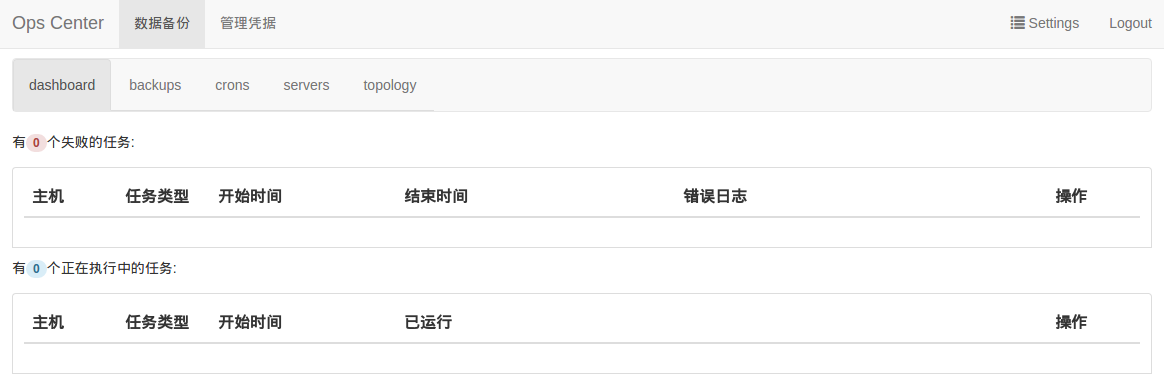 Ops Center 数据备份 管理凭据 Settings Logout
dashboard backups crons servers topology
有0个失败的任务:
主机 任务类型 开始时间 结束时间 错误日志 操作
有0个正在执行中的任务:
主机 任务类型 开始时间 已运行 操作